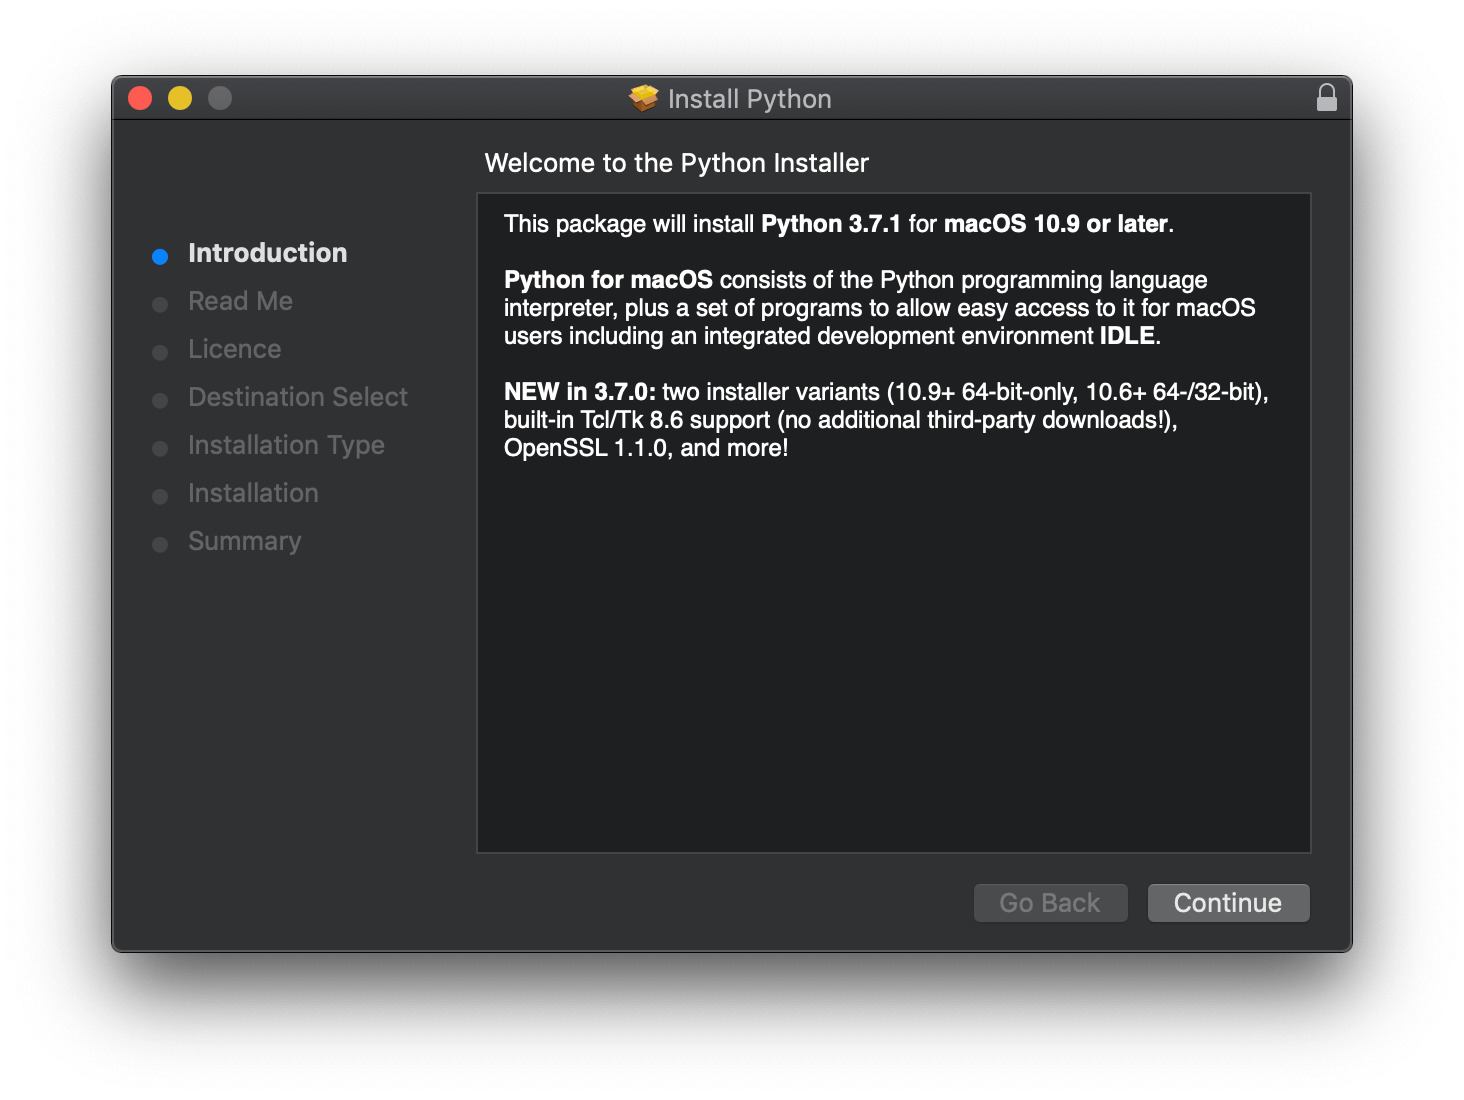 Install Python
Welcome to the Python Installer
Introduction
Read Me
Licence
Destination Select
Installation Type
Installation
Summary
This package will install Python 3.7.1 for macOS 10.9 or later.
Python for macOS consists of the Python programming language
interpreter, plus a set of programs to allow easy access to it for macOS
users including an integrated development environment IDLE.
NEW in 3.7.0: two installer variants (10.9+ 64-bit-only, 10.6+ 64-/32-bit),
built-in Tcl/Tk 8.6 support (no additional third-party downloads!),
OpenSSL 1.1.0, and more!
Go Back
Continue